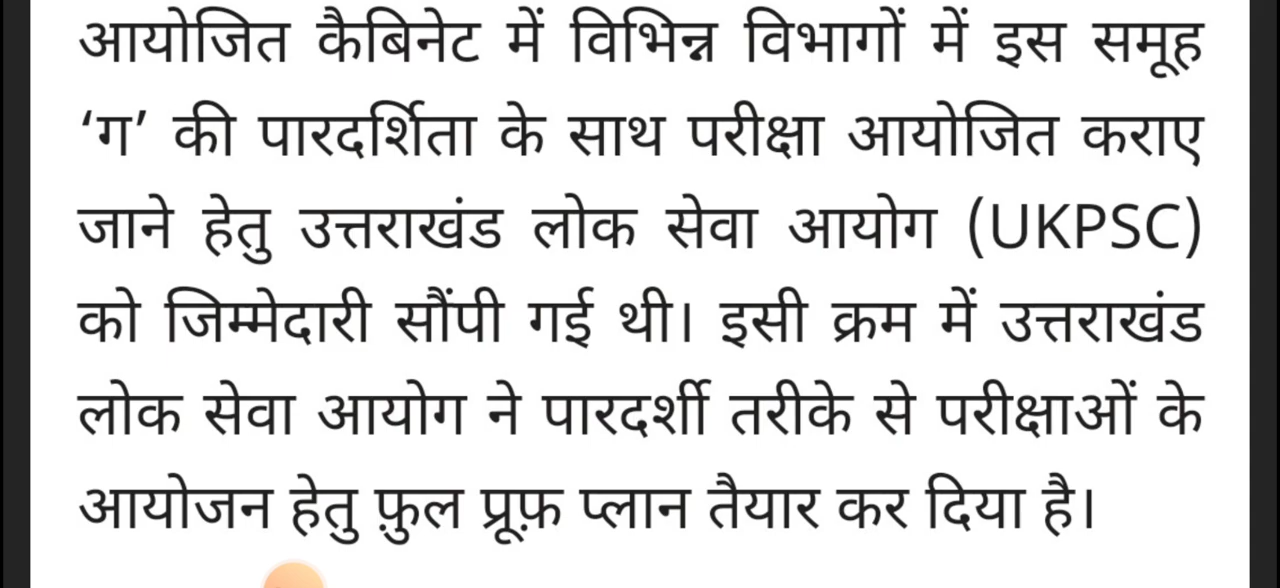 आयोजित कैबिनेट में विभिन्न विभागों में इस समूह
‘ग’ की पारदर्शिता के साथ परीक्षा आयोजित कराए
जाने हेतु उत्तराखंड लोक सेवा आयोग (UKPSC)
को जिम्मेदारी सौंपी गई थी। इसी क्रम में उत्तराखंड
लोक सेवा आयोग ने पारदर्शी तरीके से परीक्षाओं के
आयोजन हेतु फ़ुल प्रूफ़ प्लान तैयार कर दिया है।